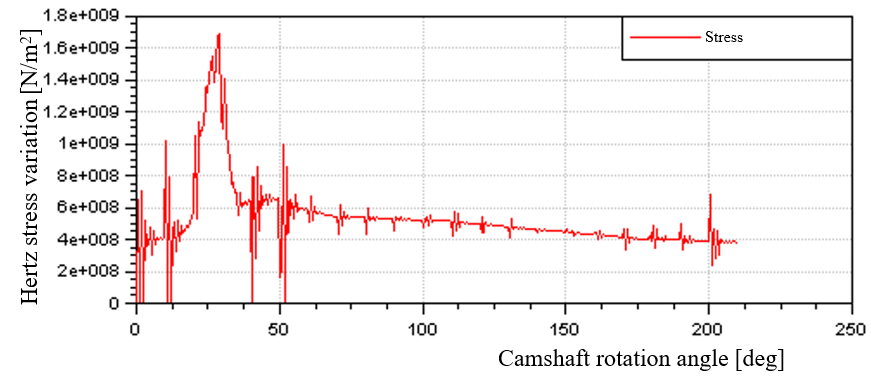 1.8e+009
1.6e+009
1.4e+009
1.2e+009
1e+009
8e+008
6e+008
4e+008
2e+008
0
Hertz stress variation [N/m²]
Stress
0 50 100 150 200 250
Camshaft rotation angle [deg]